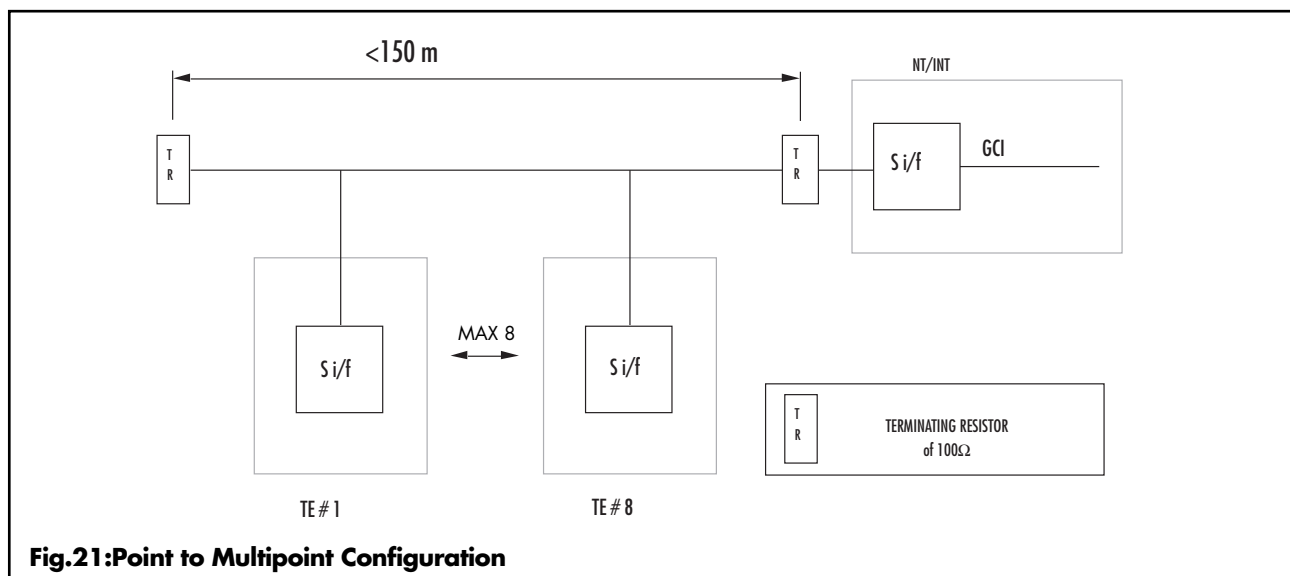 <150 m
NT/INT
T
R
T
R
S i/f
GCI
S i/f
MAX 8
S i/f
T
R
TERMINATING RESISTOR
of 100Ω
TE # 1
TE # 8
Fig.21:Point to Multipoint Configuration